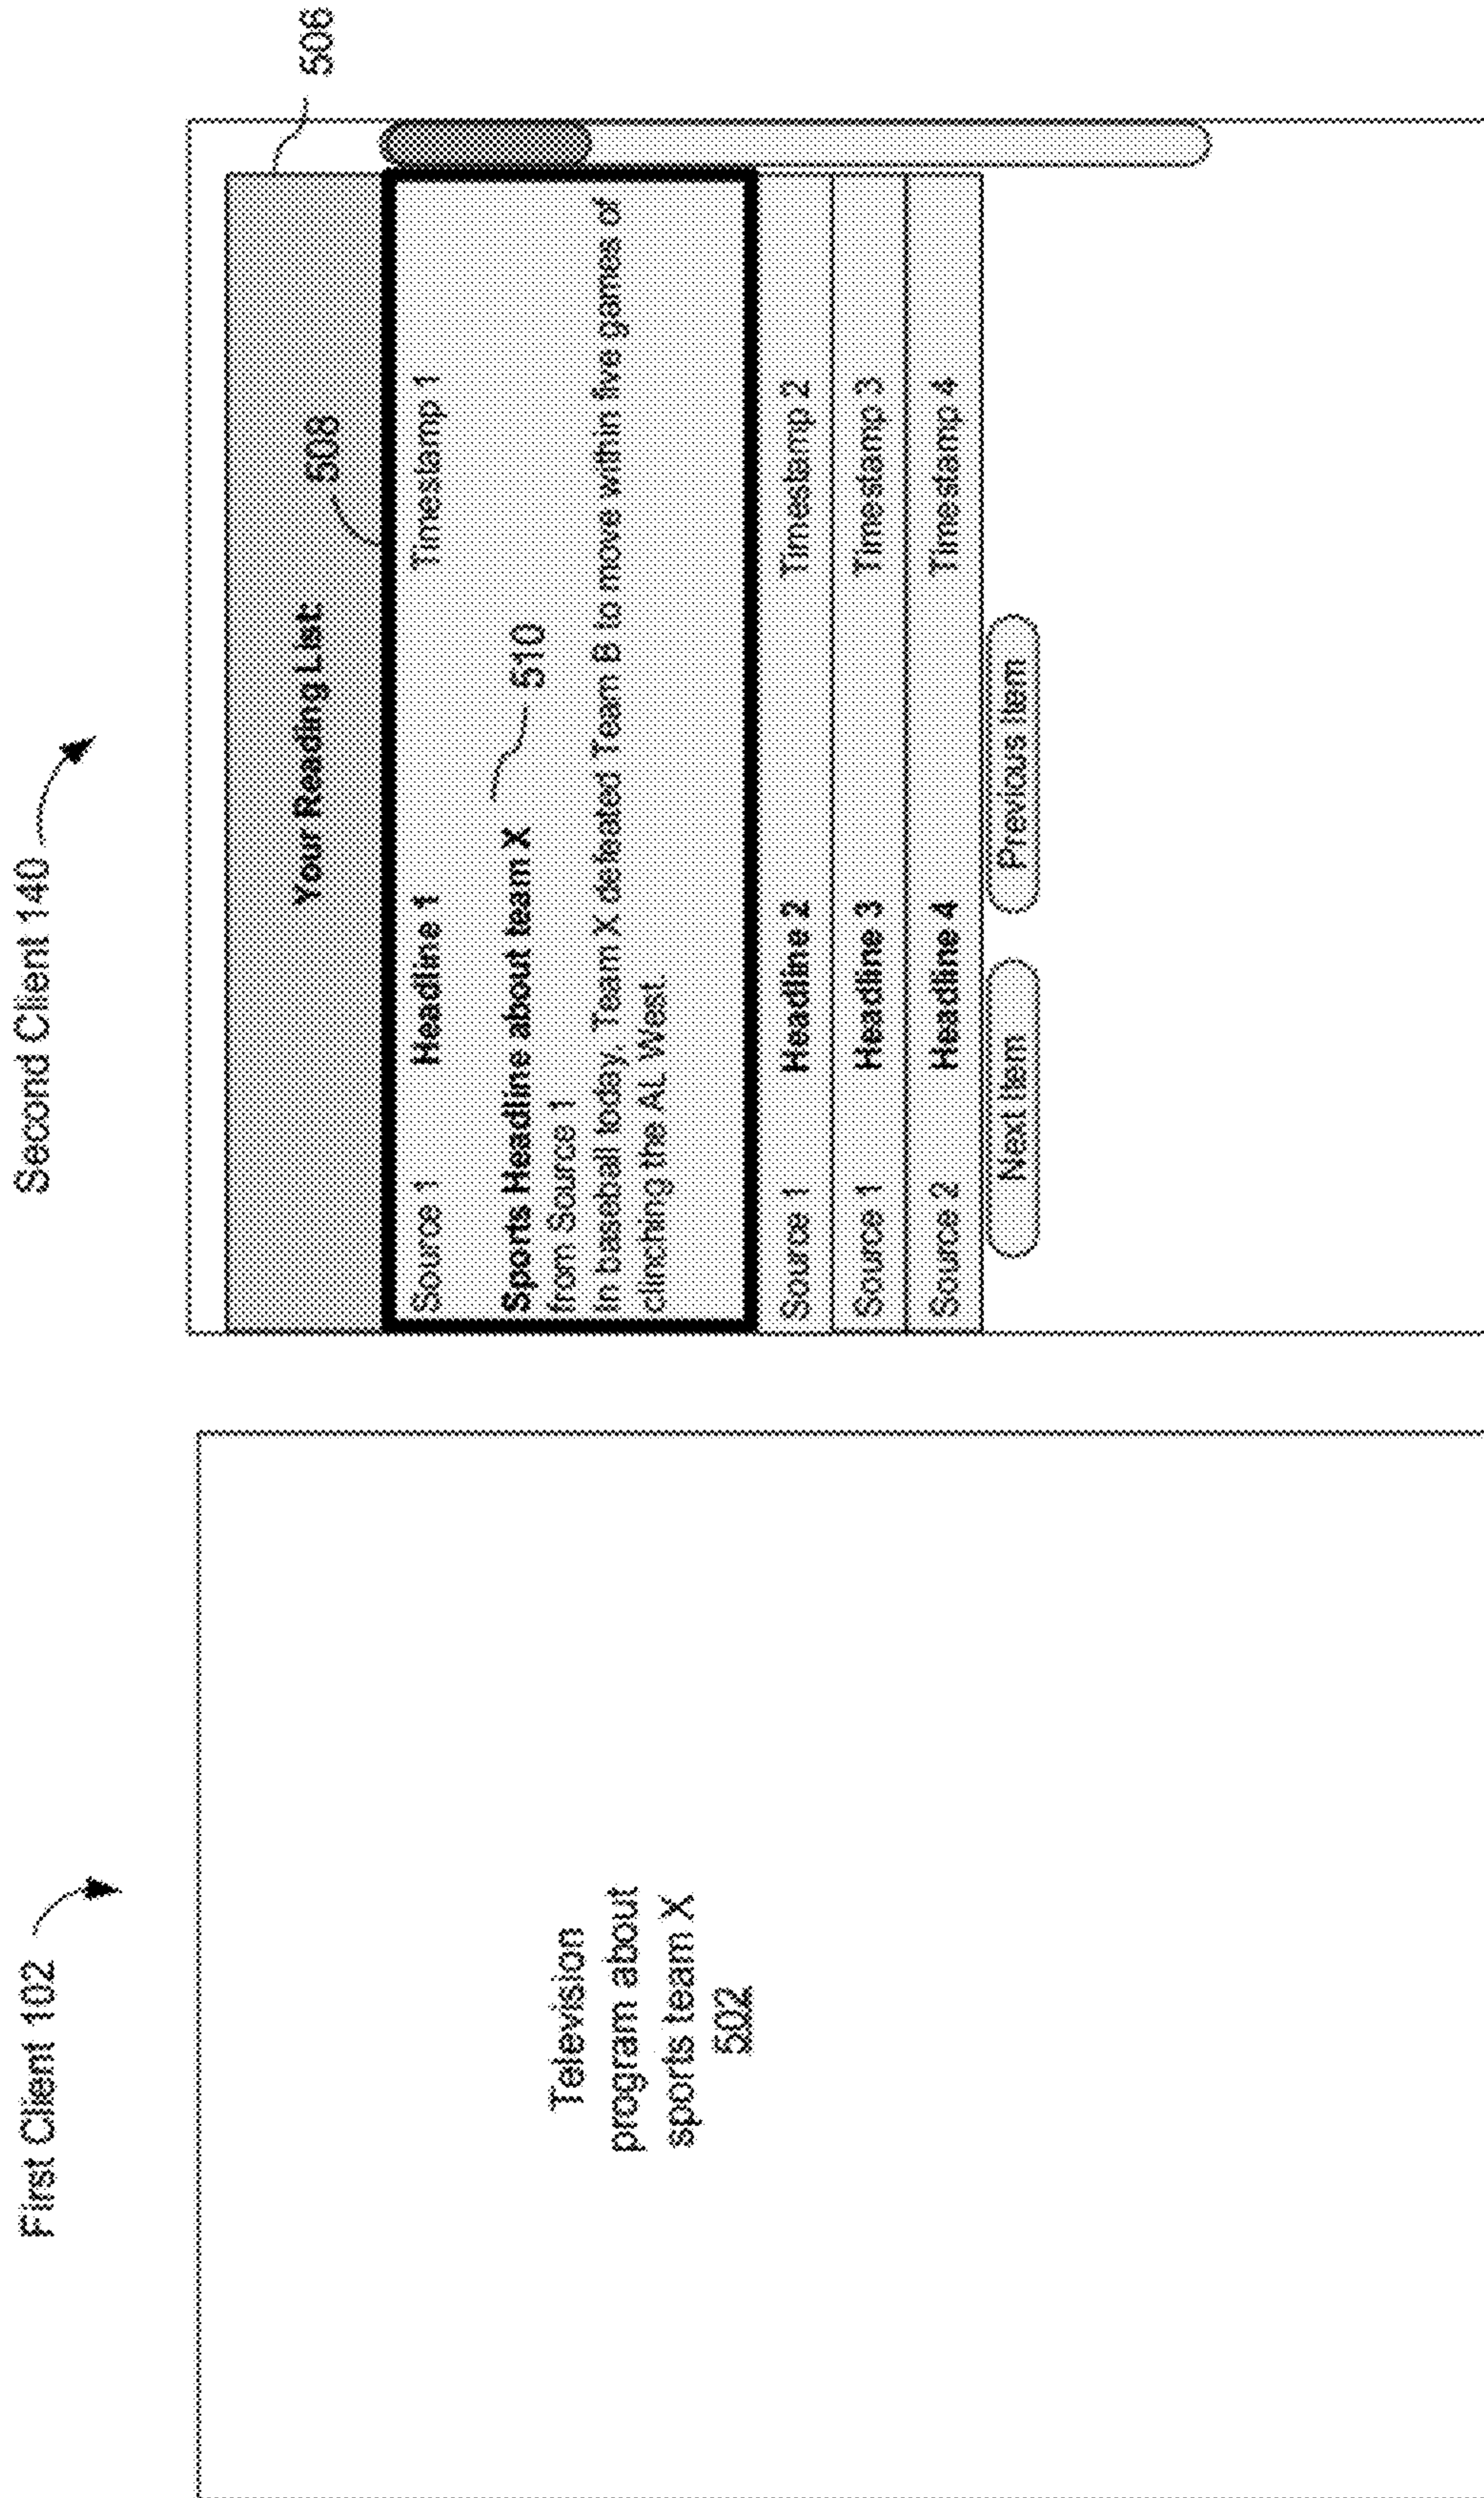 First Client 102
Television
program about
sports team X
502
Second Client 140
506
Your Reading List:
508
Source 1 Headline 1 Timestamp 1
Sports Headline about team X
510
from Source 1
In baseball today, Team X defeated Team B to move within five games of
clinching the AL West.
Source 1 Headline 2 Timestamp 2
Source 1 Headline 3 Timestamp 3
Source 2 Headline 4 Timestamp 4
Next Item Previous Item